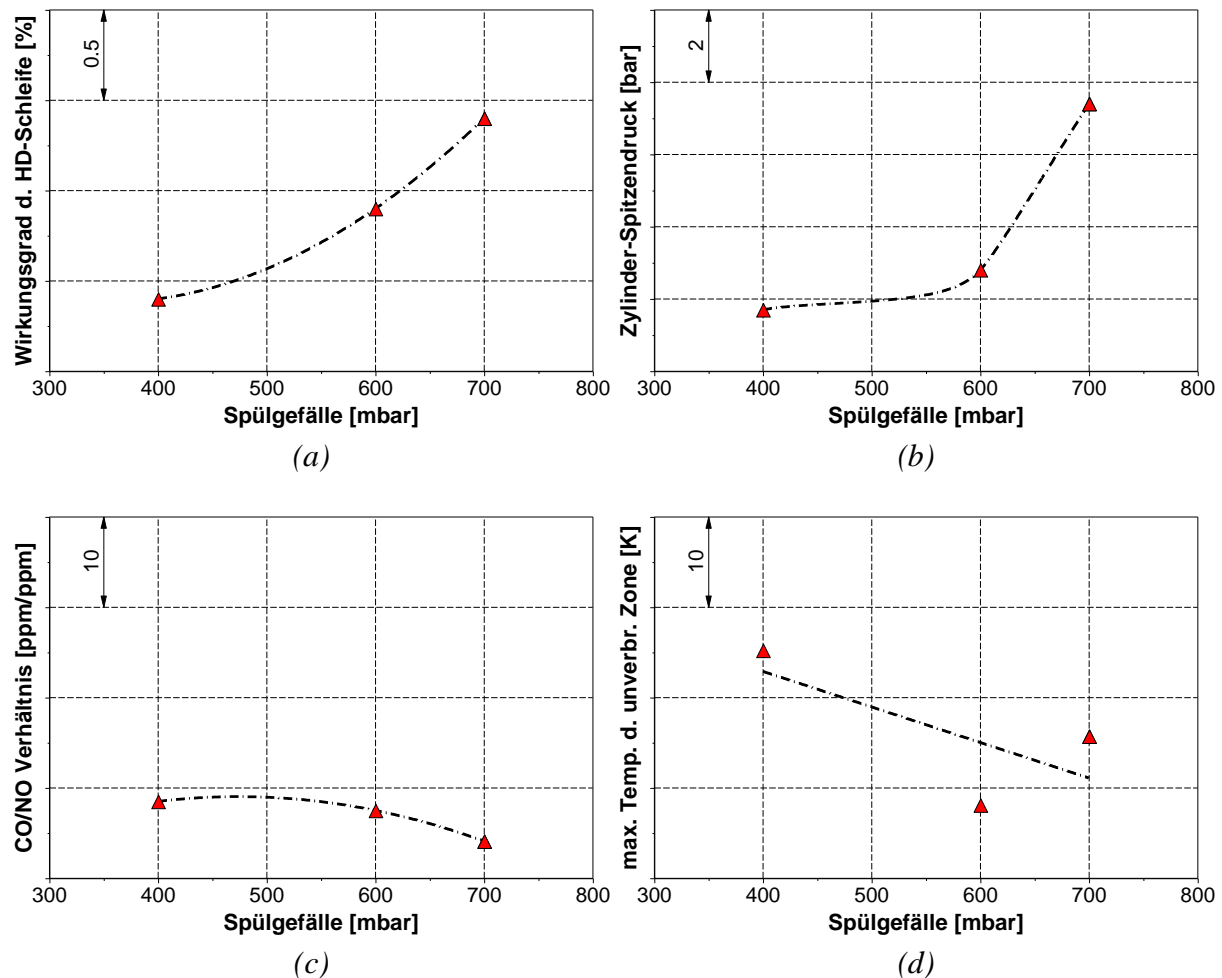 Wirkungsgrad d. HD-Schleife [%]
0.5
300 400 500 600 700 800
Spülgefälle [mbar]
(a)
Zylinder-Spitzendruck [bar]
2
300 400 500 600 700 800
Spülgefälle [mbar]
(b)
CO/NO Verhältnis [ppm/ppm]
10
300 400 500 600 700 800
Spülgefälle [mbar]
(c)
max. Temp. d. unverbr. Zone [K]
10
300 400 500 600 700 800
Spülgefälle [mbar]
(d)